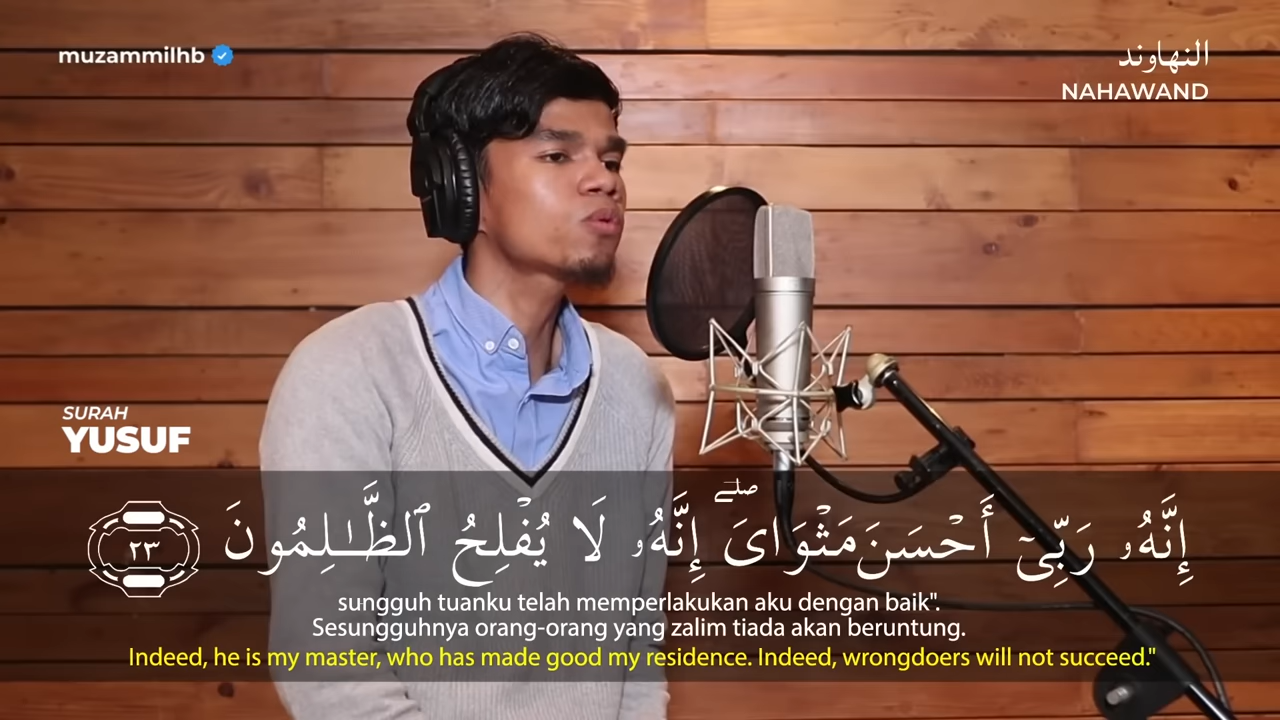 muzammilhb
النهاوند
NAHAWAND
SURAH
YUSUF
إِنَّهُۥ رَبِّىٓ أَحْسَنَ مَثْوَاىَ ۖ إِنَّهُۥ لَا يُفْلِحُ ٱلظَّـٰلِمُونَ ٢٣
sungguh tuanku telah memperlakukan aku dengan baik".
Sesungguhnya orang-orang yang zalim tiada akan beruntung.
Indeed, he is my master, who has made good my residence. Indeed, wrongdoers will not succeed."